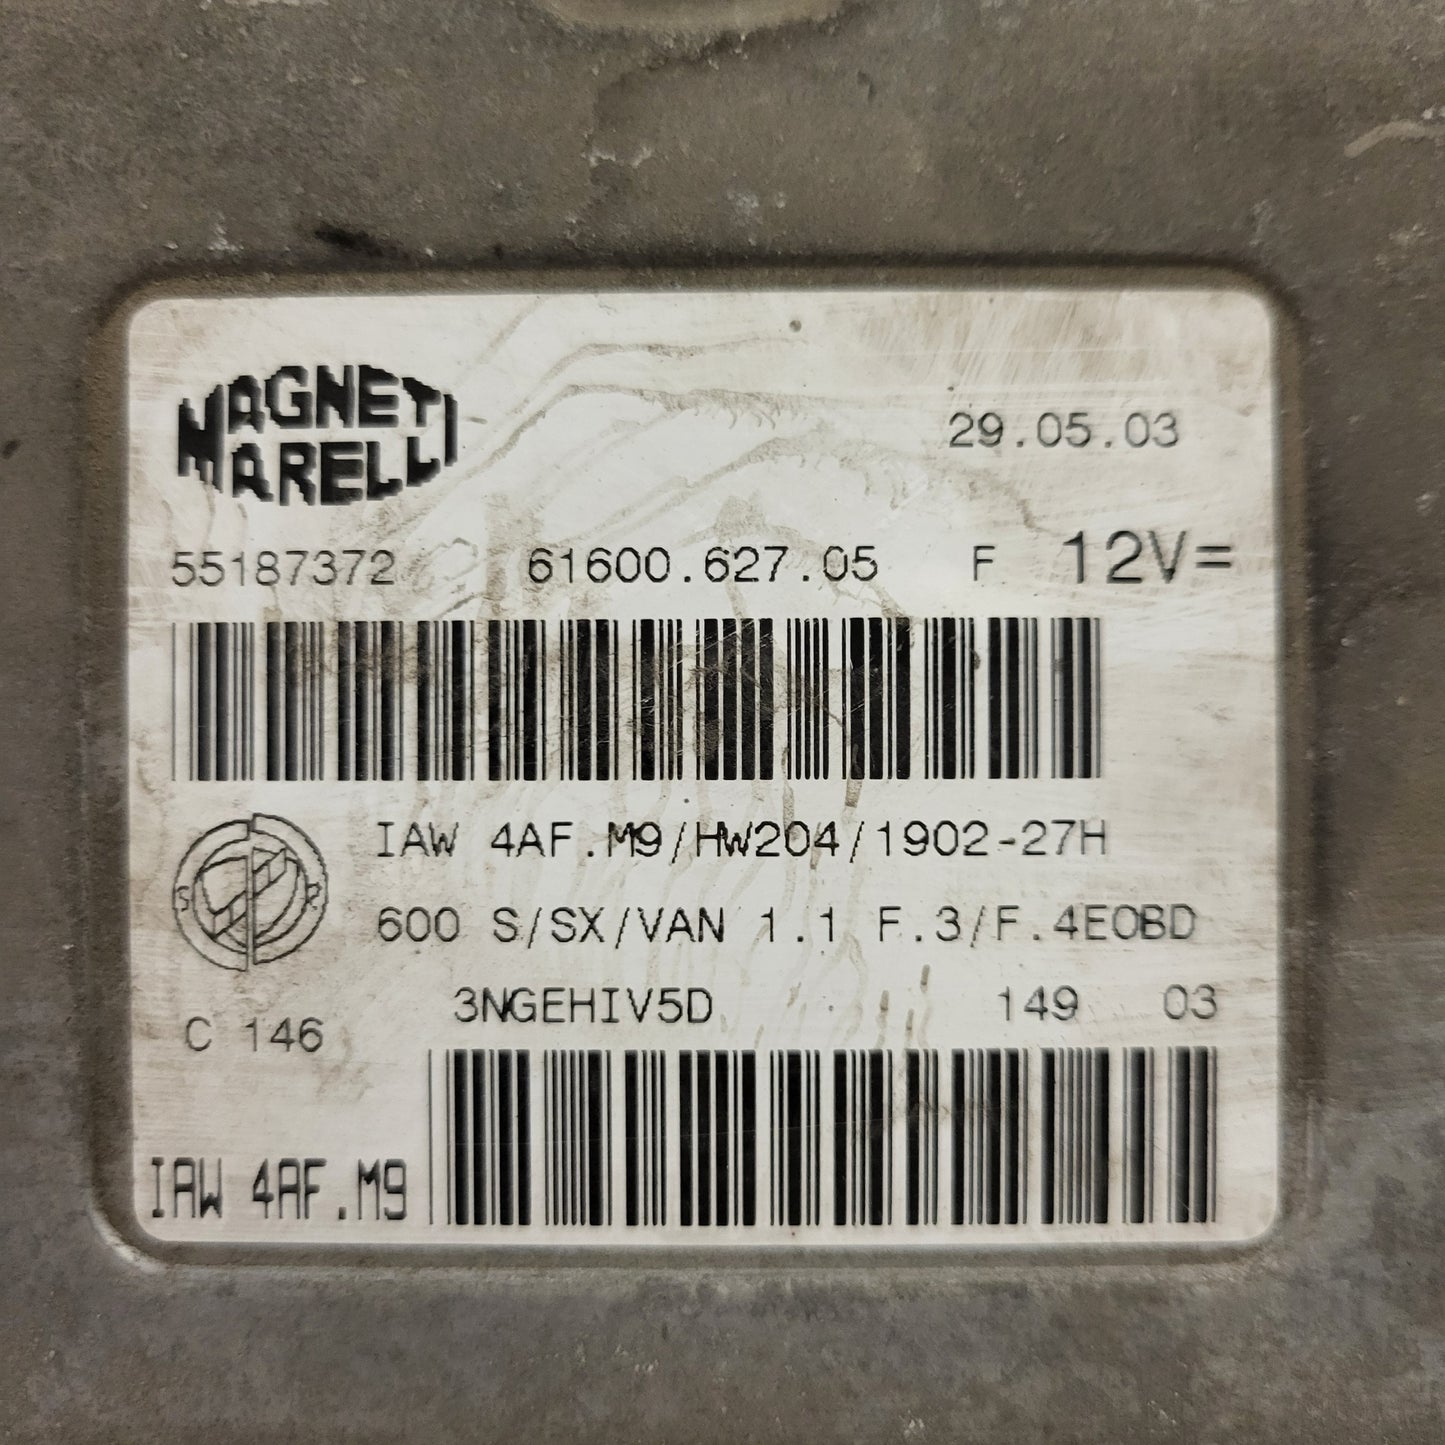 MAGNETI
MARELLI
29.05.03
55187372 61600.627.05 F 12V=
IAW 4AF.M9/HW204/1902-27H
S R
600 S/SX/VAN 1.1 F.3/F.4EOBD
3NGEHIV5D 149 03
C 146
IAW 4AF.M9